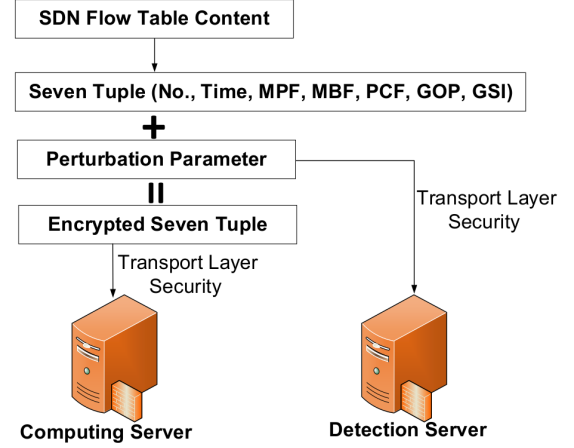 SDN Flow Table Content
Seven Tuple (No., Time, MPF, MBF, PCF, GOP, GSI)
+
Perturbation Parameter
=
Encrypted Seven Tuple
Transport Layer
Security
Transport Layer
Security
Computing Server
Detection Server